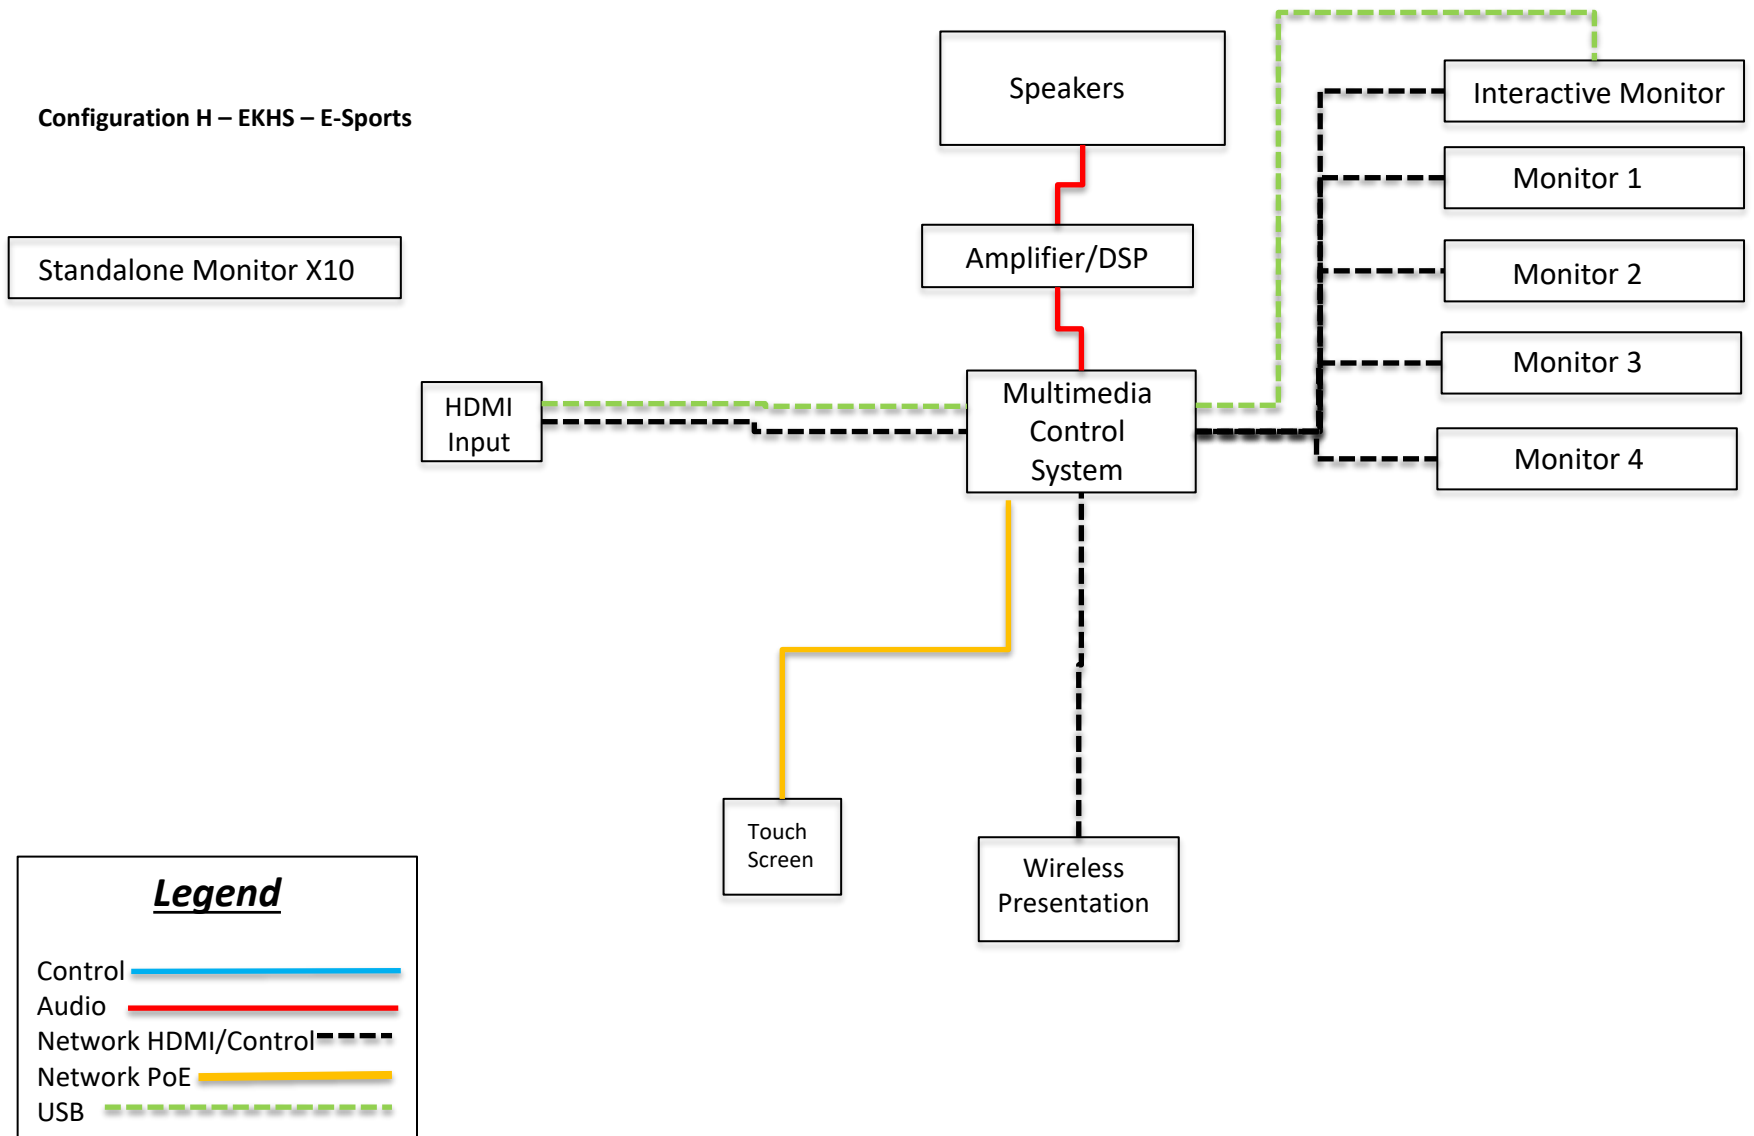 Configuration H – EKHS – E-Sports
Standalone Monitor X10
Speakers
Amplifier/DSP
HDMI
Input
Multimedia
Control
System
Interactive Monitor
Monitor 1
Monitor 2
Monitor 3
Monitor 4
Touch
Screen
Wireless
Presentation
Legend
Control
Audio
Network HDMI/Control
Network PoE
USB